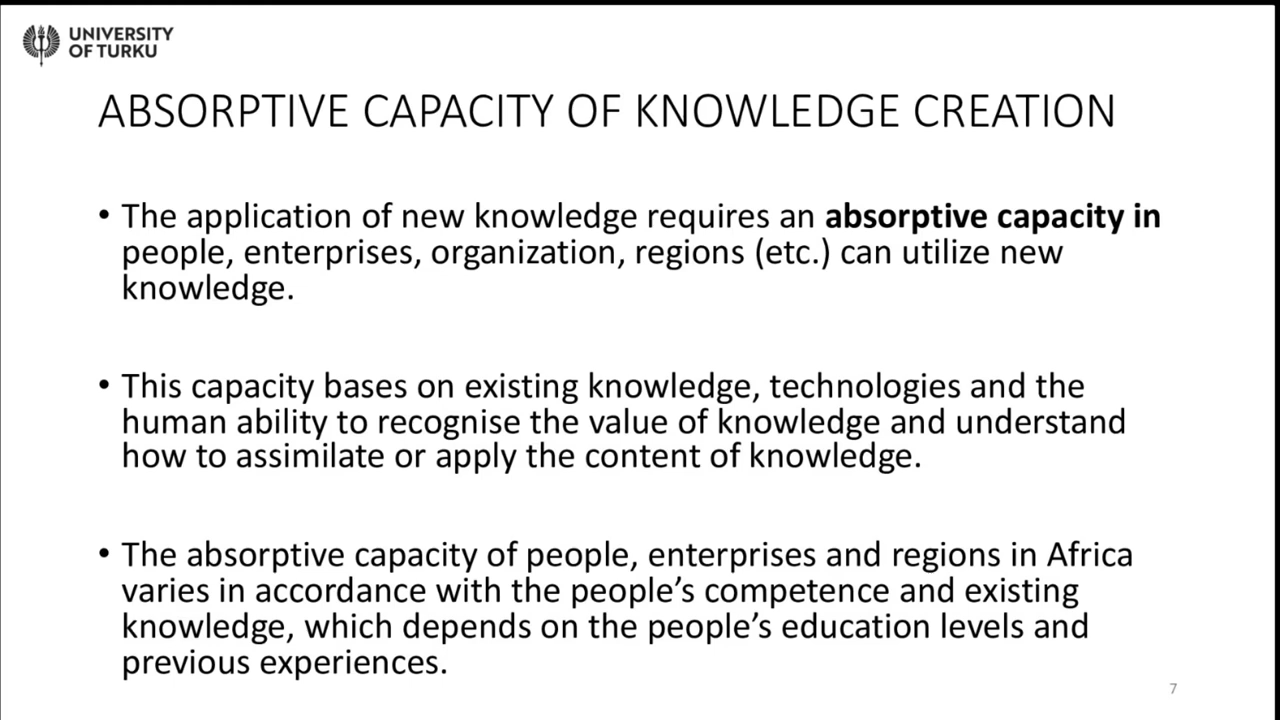 UNIVERSITY
OF TURKU
ABSORPTIVE CAPACITY OF KNOWLEDGE CREATION
• The application of new knowledge requires an absorptive capacity in
people, enterprises, organization, regions (etc.) can utilize new
knowledge.
• This capacity bases on existing knowledge, technologies and the
human ability to recognise the value of knowledge and understand
how to assimilate or apply the content of knowledge.
• The absorptive capacity of people, enterprises and regions in Africa
varies in accordance with the people's competence and existing
knowledge, which depends on the people's education levels and
previous experiences.
7